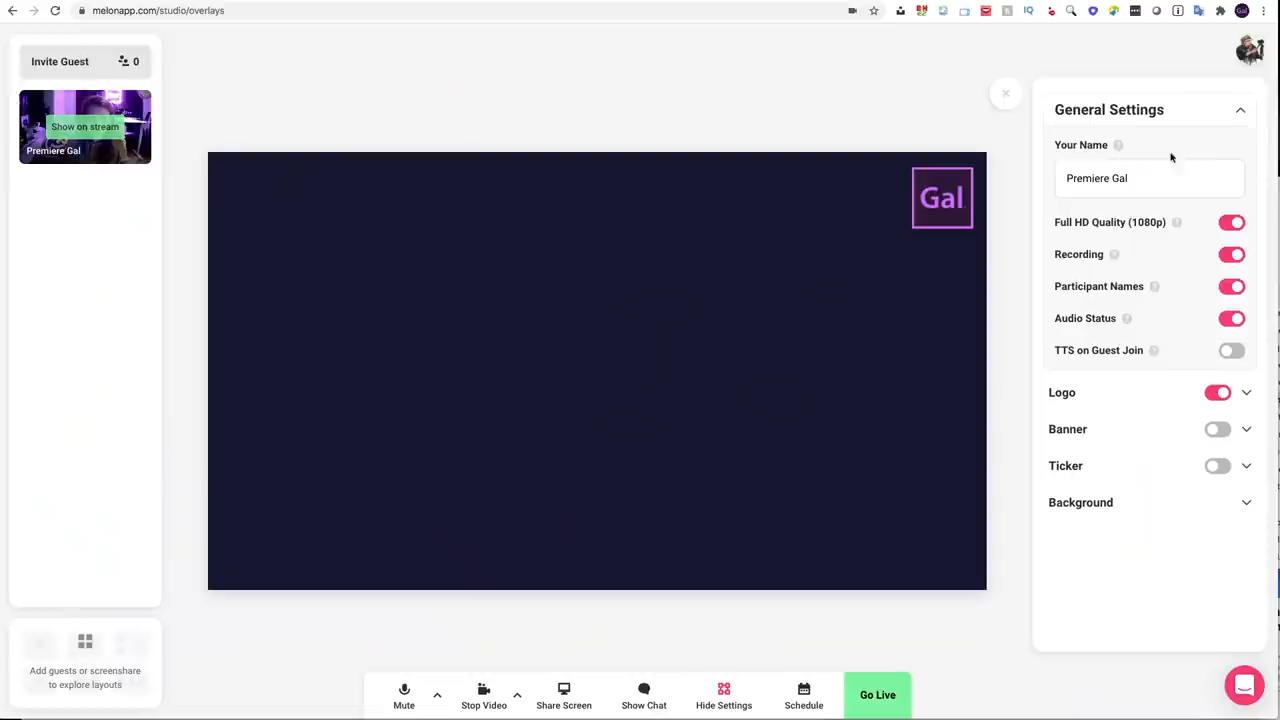 melonapp.com/studio/overlays
Invite Guest 0
Show on stream
Premiere Gal
Add guests or screenshare
to explore layouts
Gal
General Settings
Your Name
Premiere Gal
Full HD Quality (1080p)
Recording
Participant Names
Audio Status
TTS on Guest Join
Logo
Banner
Ticker
Background
Mute
Stop Video
Share Screen
Show Chat
Hide Settings
Schedule
Go Live